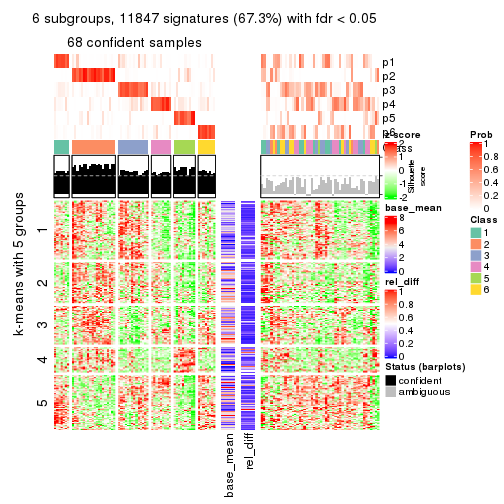 6 subgroups, 11847 signatures (67.3%) with fdr < 0.05
68 confident samples
p1
p2
p3
p4
p5
p6
Class
Silhouette
score
k-means with 5 groups
1
2
3
4
5
base_mean
rel_diff
z-score
2
0
-2
base_mean
8
6
4
2
0
rel_diff
1
0.8
0.6
0.4
0.2
0
Status (barplots)
confident
ambiguous
Prob
1
0.8
0.6
0.4
0.2
0
Class
1
2
3
4
5
6